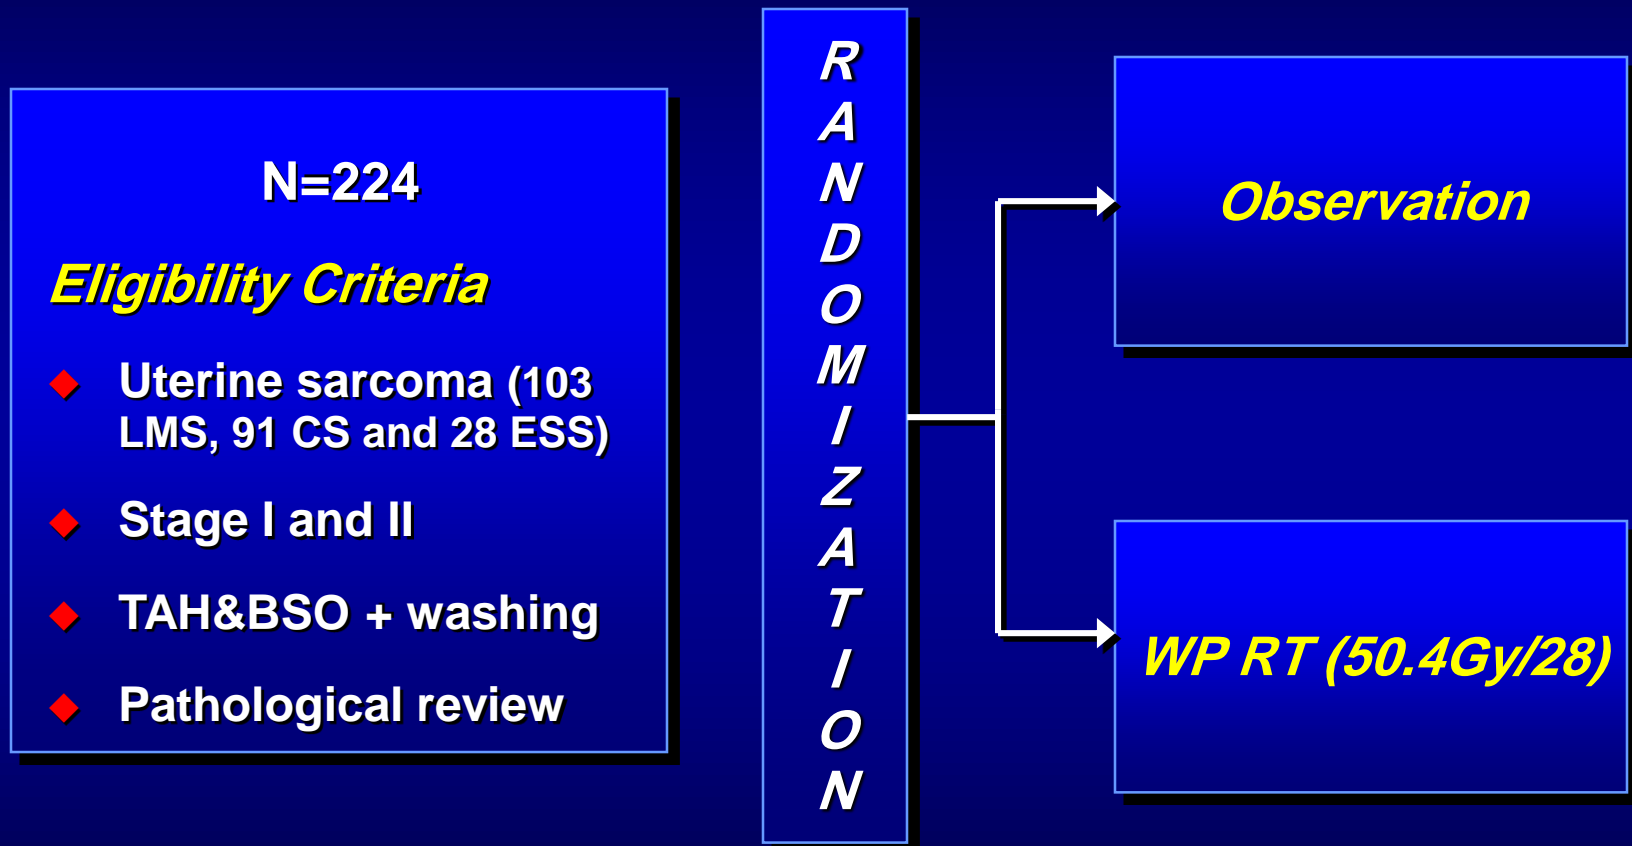 N=224
Eligibility Criteria
Uterine sarcoma (103
LMS, 91 CS and 28 ESS)
Stage I and II
TAH&BSO + washing
Pathological review
RANDOMIZATION
Observation
WP RT (50.4Gy/28)